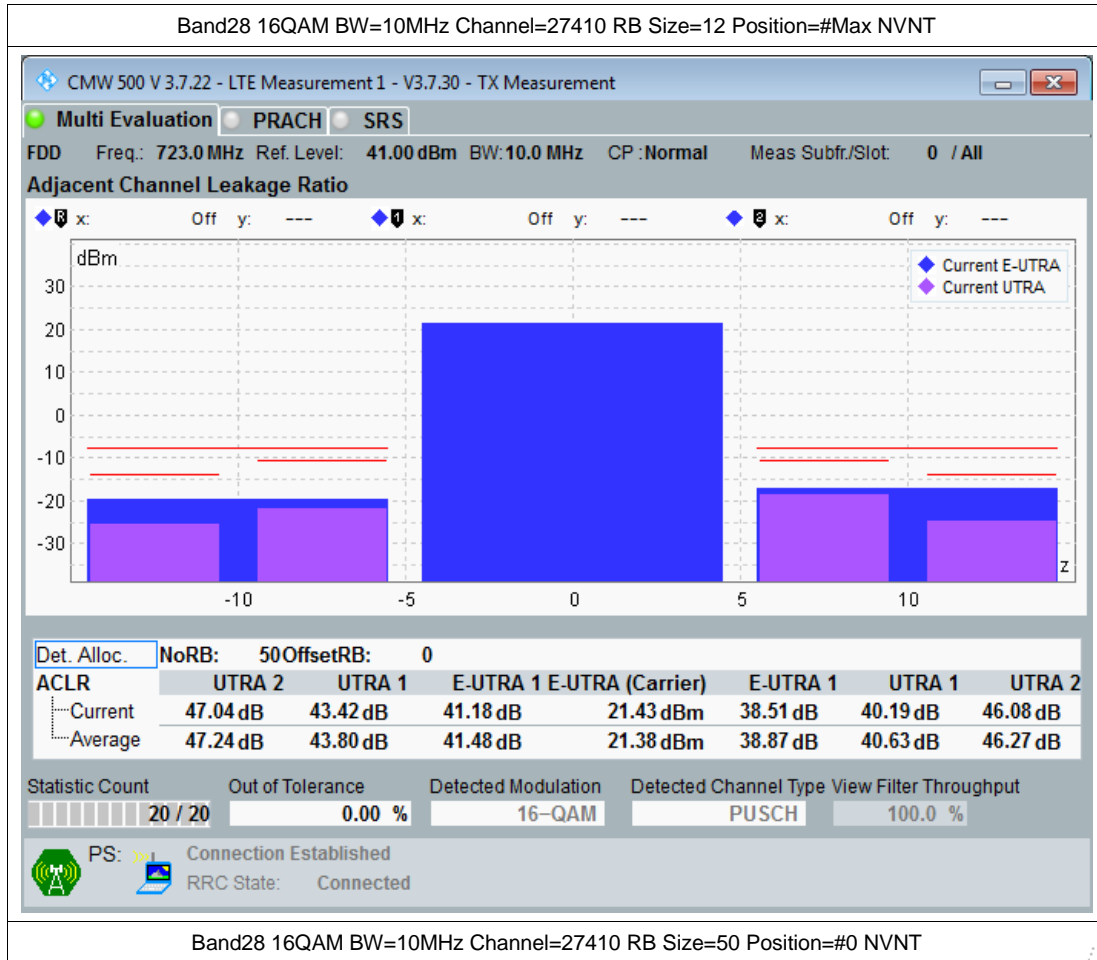 Band28 16QAM BW=10MHz Channel=27410 RB Size=12 Position=#Max NVNT
CMW 500 V 3.7.22 - LTE Measurement 1 - V3.7.30 - TX Measurement
Multi Evaluation PRACH SRS
FDD Freq.: 723.0 MHz Ref. Level: 41.00 dBm BW: 10.0 MHz CP : Normal Meas Subfr./Slot: 0 / All
Adjacent Channel Leakage Ratio
R x: Off y: --- 1 x: Off y: --- 2 x: Off y: ---
dBm
Current E-UTRA
Current UTRA
30
20
10
0
-10
-20
-30
z
-10 -5 0 5 10
Det. Alloc. NoRB: 50 OffsetRB: 0
ACLR UTRA 2 UTRA 1 E-UTRA 1 E-UTRA (Carrier) E-UTRA 1 UTRA 1 UTRA 2
Current 47.04 dB 43.42 dB 41.18 dB 21.43 dBm 38.51 dB 40.19 dB 46.08 dB
Average 47.24 dB 43.80 dB 41.48 dB 21.38 dBm 38.87 dB 40.63 dB 46.27 dB
Statistic Count Out of Tolerance Detected Modulation Detected Channel Type View Filter Throughput
20 / 20 0.00 % 16-QAM PUSCH 100.0 %
PS: Connection Established
RRC State: Connected
Band28 16QAM BW=10MHz Channel=27410 RB Size=50 Position=#0 NVNT